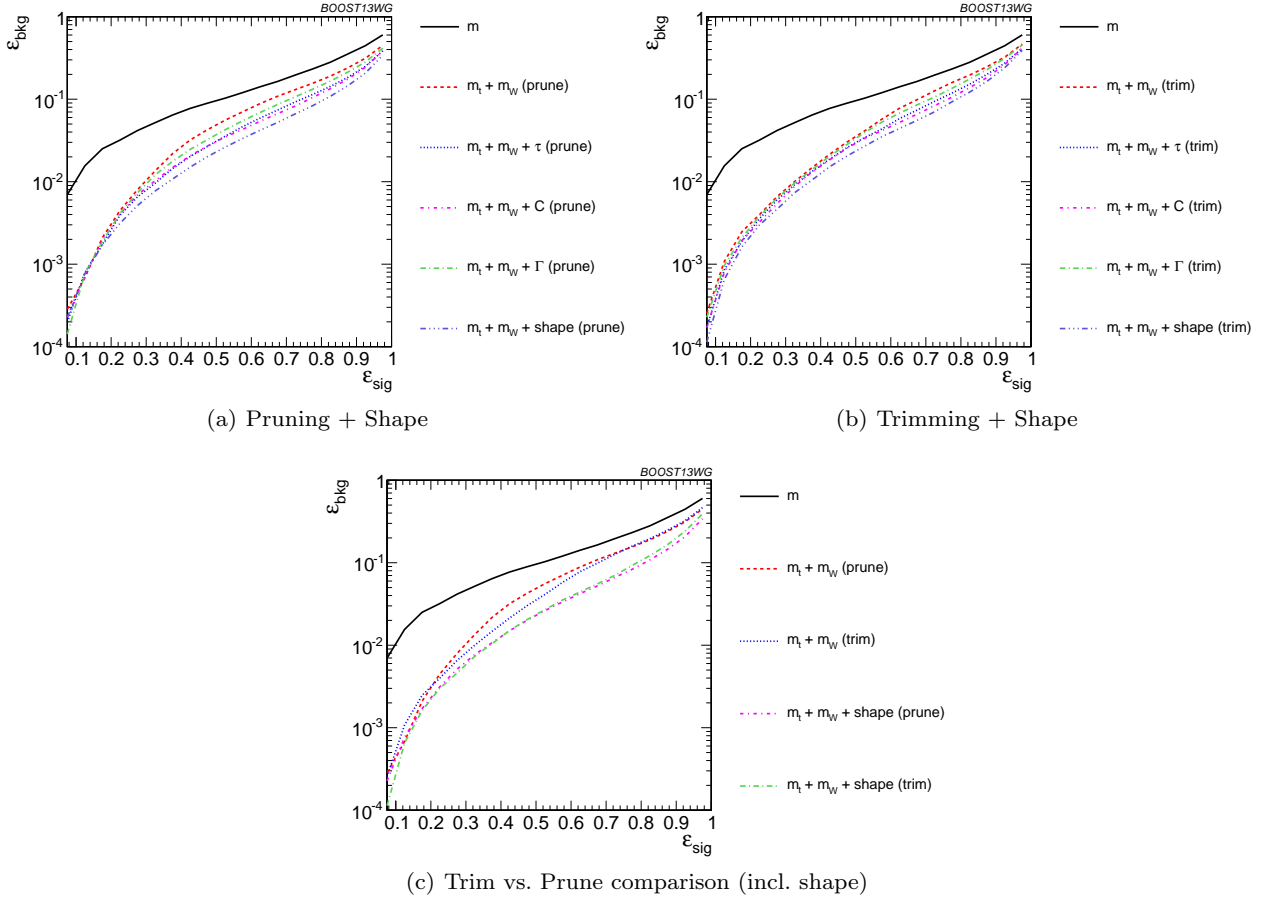 BOOST13WG
ε_bkg
1
10^-1
10^-2
10^-3
10^-4
0.1 0.2 0.3 0.4 0.5 0.6 0.7 0.8 0.9 1
ε_sig
m
m_t + m_W (prune)
m_t + m_W + τ (prune)
m_t + m_W + C (prune)
m_t + m_W + Γ (prune)
m_t + m_W + shape (prune)
(a) Pruning + Shape
BOOST13WG
ε_bkg
1
10^-1
10^-2
10^-3
10^-4
0.1 0.2 0.3 0.4 0.5 0.6 0.7 0.8 0.9 1
ε_sig
m
m_t + m_W (trim)
m_t + m_W + τ (trim)
m_t + m_W + C (trim)
m_t + m_W + Γ (trim)
m_t + m_W + shape (trim)
(b) Trimming + Shape
BOOST13WG
ε_bkg
1
10^-1
10^-2
10^-3
10^-4
0.1 0.2 0.3 0.4 0.5 0.6 0.7 0.8 0.9 1
ε_sig
m
m_t + m_W (prune)
m_t + m_W (trim)
m_t + m_W + shape (prune)
m_t + m_W + shape (trim)
(c) Trim vs. Prune comparison (incl. shape)